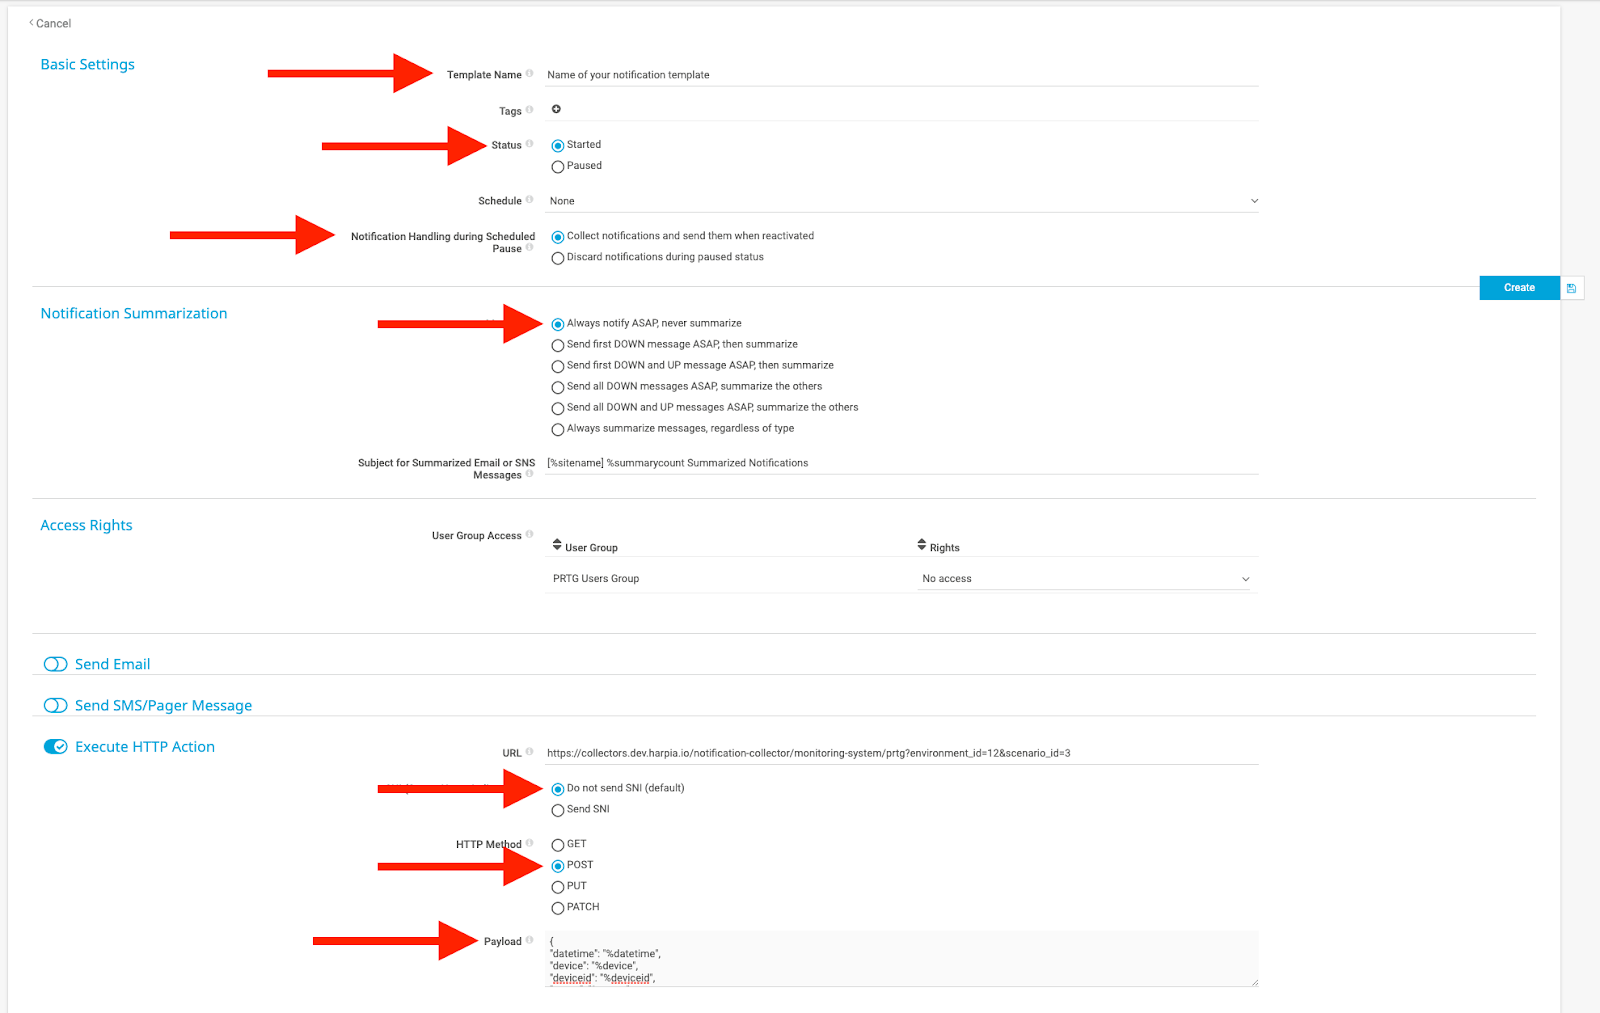 Cancel
Basic Settings
Template Name
Name of your notification template
Tags
Status
Started
Paused
Schedule
None
Notification Handling during Scheduled
Pause
Collect notifications and send them when reactivated
Discard notifications during paused status
Create
Notification Summarization
Always notify ASAP, never summarize
Send first DOWN message ASAP, then summarize
Send first DOWN and UP message ASAP, then summarize
Send all DOWN messages ASAP, summarize the others
Send all DOWN and UP messages ASAP, summarize the others
Always summarize messages, regardless of type
Subject for Summarized Email or SNS
Messages
[%sitename] %summarycount Summarized Notifications
Access Rights
User Group Access
User Group
Rights
PRTG Users Group
No access
Send Email
Send SMS/Pager Message
Execute HTTP Action
URL
https://collectors.dev.harpia.io/notification-collector/monitoring-system/prtg?environment_id=12&scenario_id=3
Do not send SNI (default)
Send SNI
HTTP Method
GET
POST
PUT
PATCH
Payload
{
"datetime": "%datetime",
"device": "%device",
"deviceid": "%deviceid",